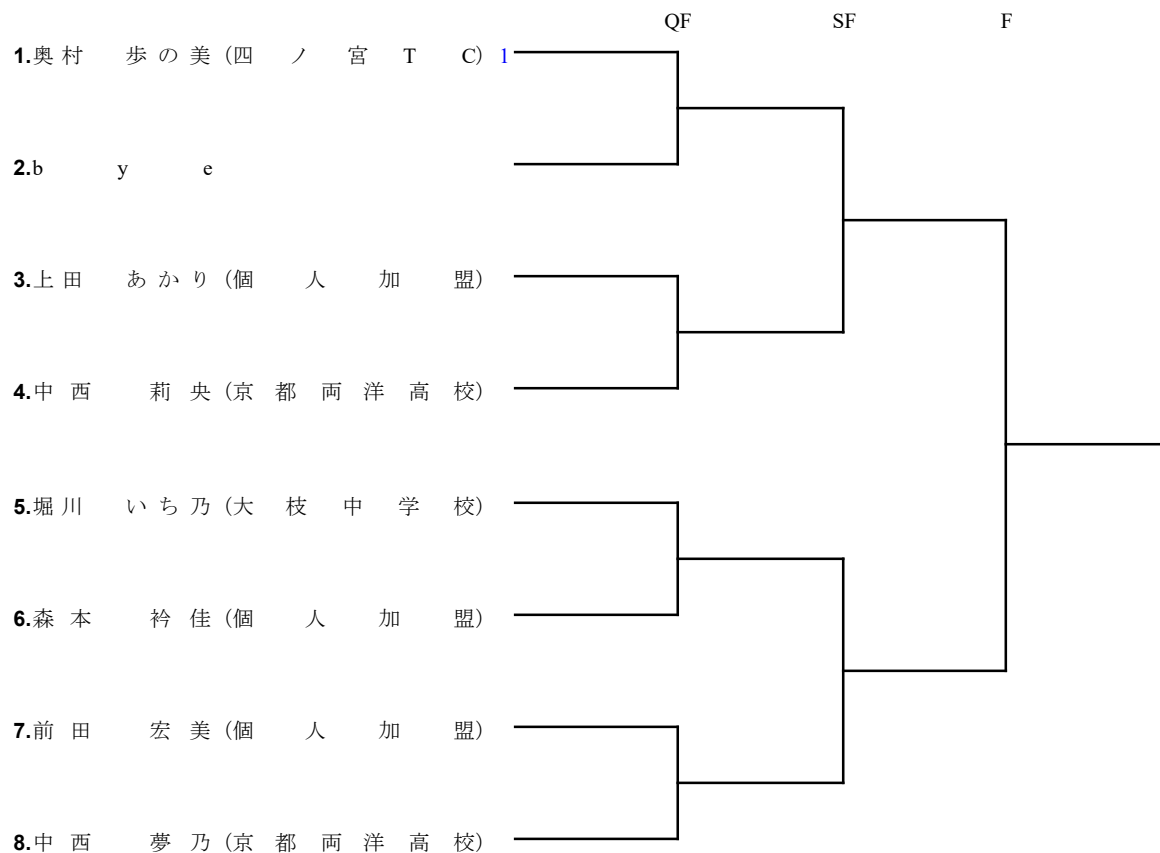 QF SF F
1.奥村 歩の美 (四ノ宮TC) 1
2.bye
3.上田 あかり (個人加盟)
4.中西 莉央 (京都両洋高校)
5.堀川 いち乃 (大枝中学校)
6.森本 衿佳 (個人加盟)
7.前田 宏美 (個人加盟)
8.中西 夢乃 (京都両洋高校)